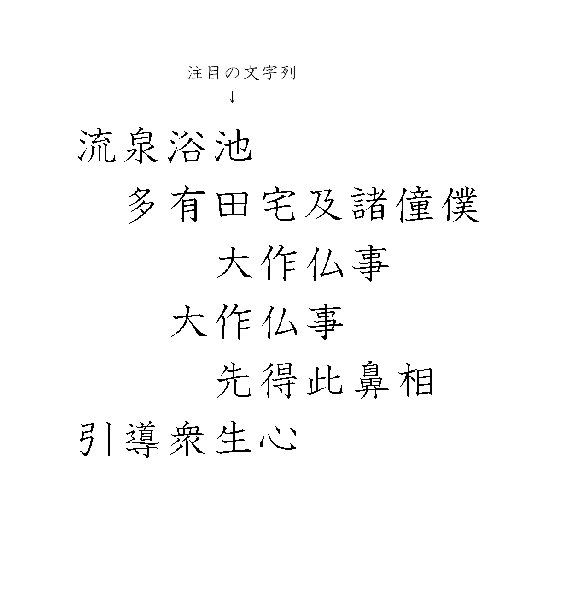 注目の文字列
↓
流泉浴池
多有田宅及諸僮僕
大作仏事
大作仏事
先得此鼻相
引導衆生心